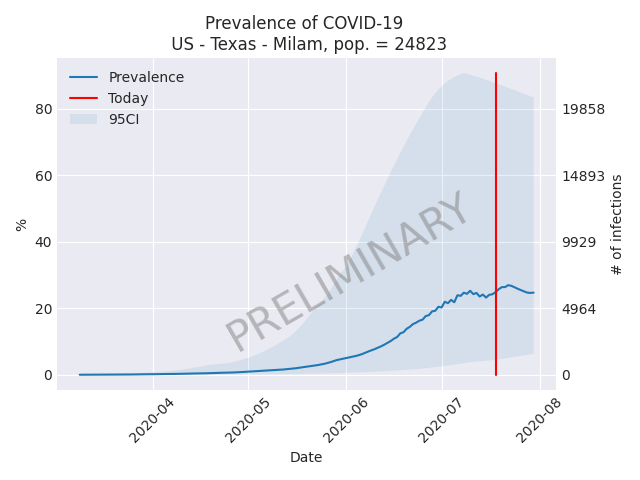 Prevalence of COVID-19
US - Texas - Milam, pop. = 24823
Prevalence
Today
95CI
PRELIMINARY
%
80
60
40
20
0
19858
14893
9929
4964
0
# of infections
2020-04
2020-05
2020-06
2020-07
2020-08
Date